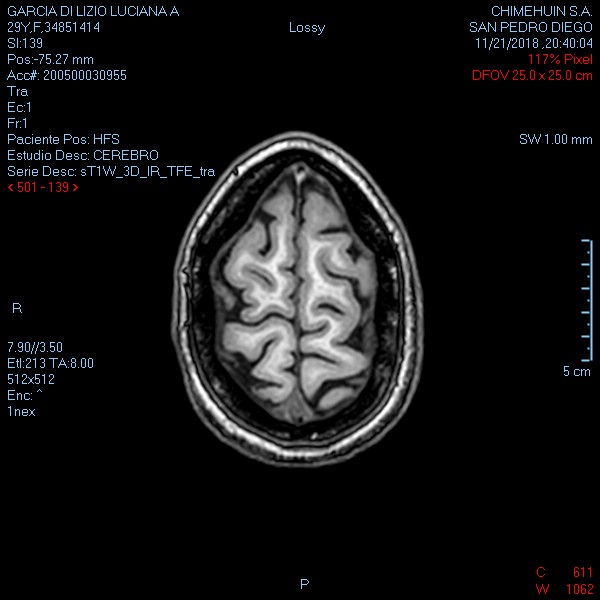 GARCIA DI LIZIO LUCIANA A
29Y,F,34851414
Sl:139
Pos:-75.27 mm
Acc#: 200500030955
Tra
Ec:1
Fr:1
Paciente Pos: HFS
Estudio Desc: CEREBRO
Serie Desc: sT1W_3D_IR_TFE_tra
< 501 - 139 >
Lossy
CHIMEHUIN S.A.
SAN PEDRO DIEGO
11/21/2018 ,20:40:04
117% Pixel
DFOV 25.0 x 25.0 cm
SW 1.00 mm
R
5 cm
7.90//3.50
Etl:213 TA:8.00
512x512
Enc: ^
1nex
P
C 611
W 1062